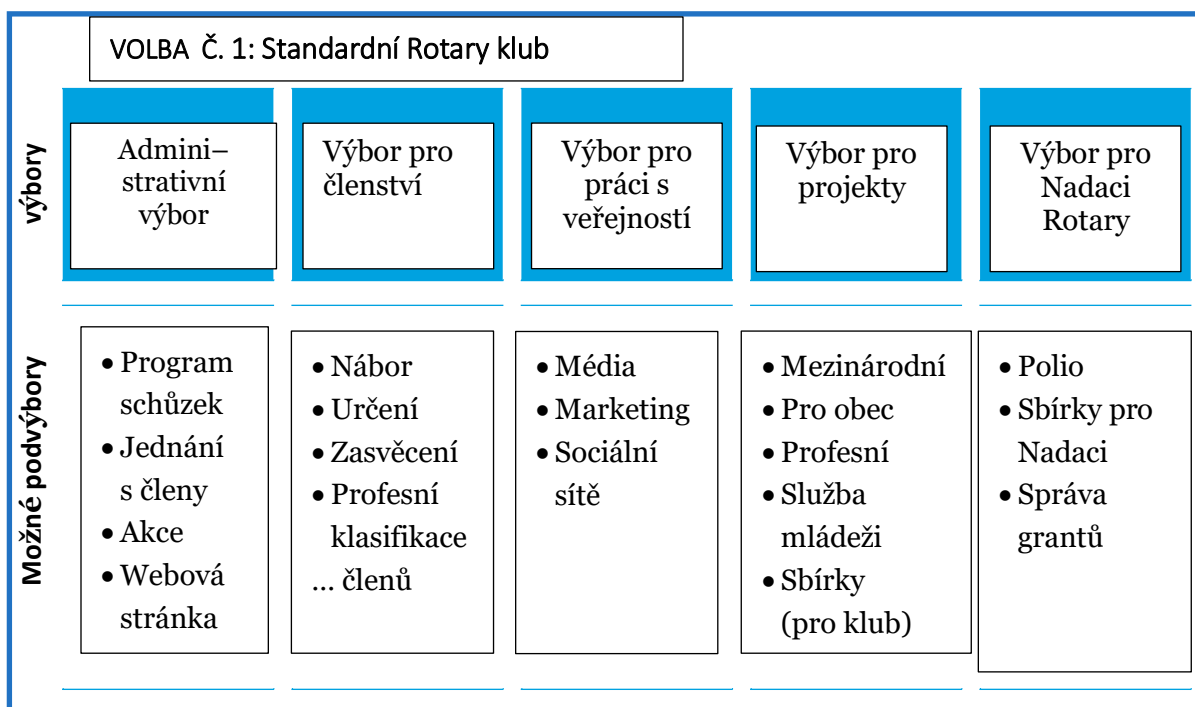 VOLBA Č. 1: Standardní Rotary klub
výbory
Admini–
strativní
výbor
Výbor pro
členství
Výbor pro
práci s
veřejností
Výbor pro
projekty
Výbor pro
Nadaci
Rotary
Možné podvýbory
• Program
schůzek
• Jednání
s členy
• Akce
• Webová
stránka
• Nábor
• Určení
• Zasvěcení
• Profesní
klasifikace
... členů
• Média
• Marketing
• Sociální
sítě
• Mezinárodní
• Pro obec
• Profesní
• Služba
mládeži
• Sbírky
(pro klub)
• Polio
• Sbírky pro
Nadaci
• Správa
grantů